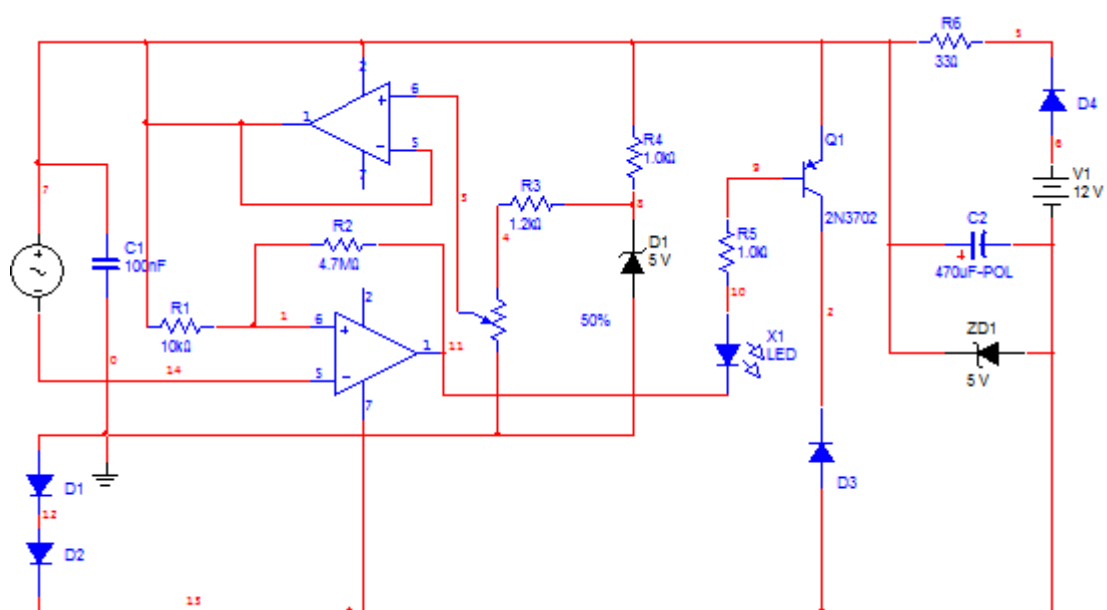 R6
5
33Ω
2
6
+
D4
1
R4
1.0kΩ
Q1
5
−
6
9
7
3
R3
V1
12 V
7
3
1.2kΩ
4
2N3702
C2
R2
D1
5 V
R5
1.0kΩ
+
C1
100nF
4.7MΩ
+
470uF-POL
10
R1
1
2
50%
2
X1
LED
ZD1
10kΩ
6
+
1
11
0
14
5
−
5 V
7
D1
D3
12
D2
13